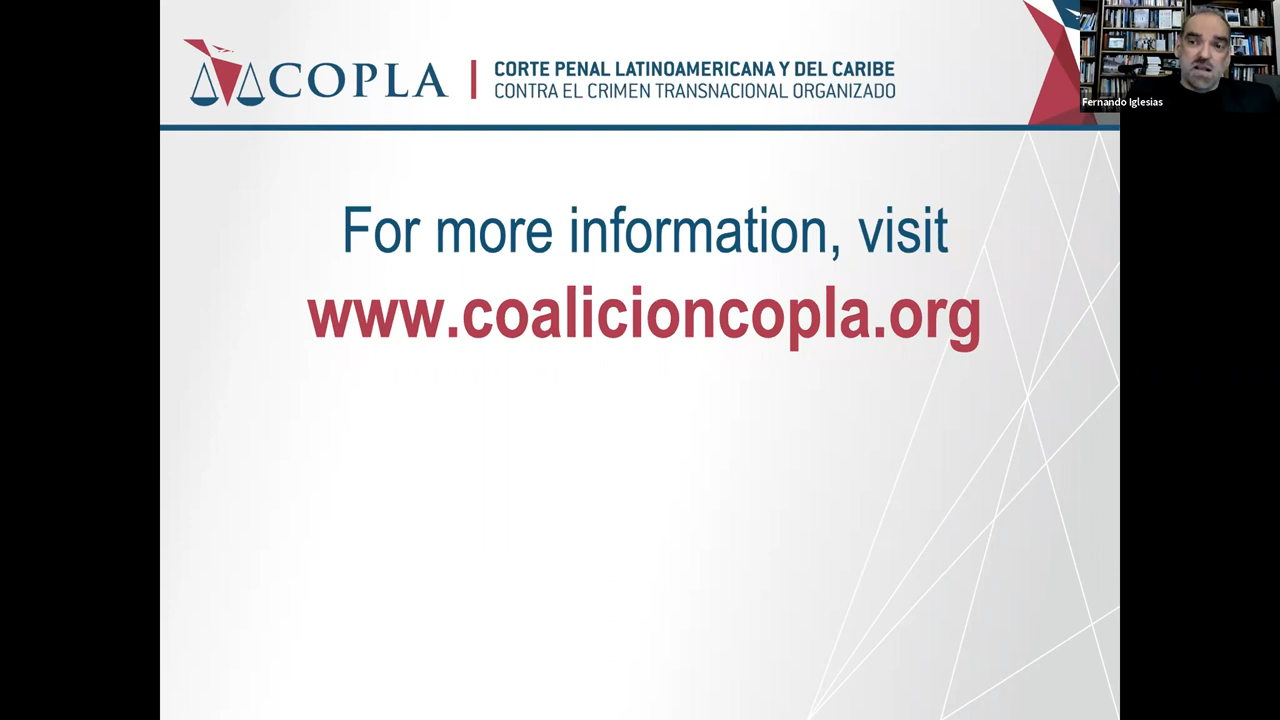 COPLA
CORTE PENAL LATINOAMERICANA Y DEL CARIBE
CONTRA EL CRIMEN TRANSNACIONAL ORGANIZADO
Fernando Iglesias
For more information, visit
www.coalicioncopla.org